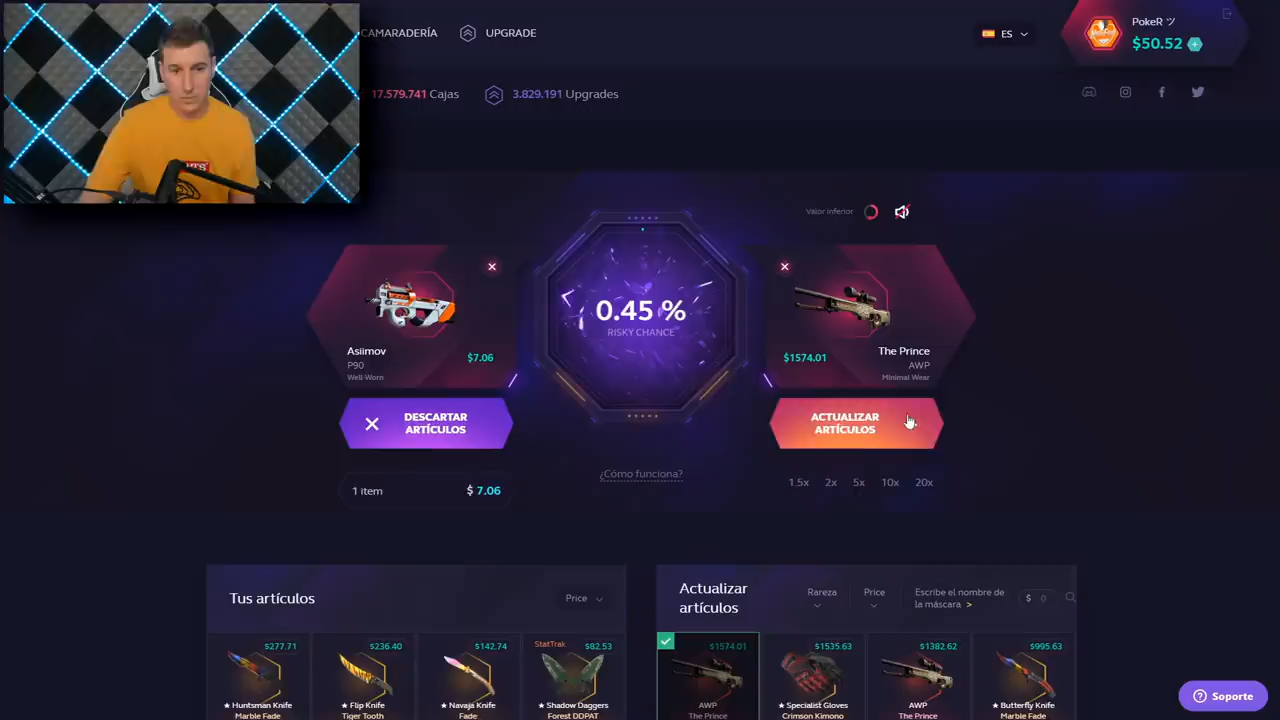 CAMARADERÍA
UPGRADE
ES
PokeR ツ
$50.52
17.579.741 Cajas
3.829.191 Upgrades
Valor inferior
Asiimov
P90
Well-Worn
$7.06
0.45 %
RISKY CHANCE
$1574.01
The Prince
AWP
Minimal Wear
DESCARTAR
ARTÍCULOS
ACTUALIZAR
ARTÍCULOS
1 item
$ 7.06
¿Cómo funciona?
1.5x 2x 5x 10x 20x
Tus artículos
Price
Actualizar
artículos
Rareza
Price
Escribe el nombre de
la máscara >
$ 0
$277.71
★ Huntsman Knife
Marble Fade
$236.40
★ Flip Knife
Tiger Tooth
$142.74
★ Navaja Knife
Fade
StatTrak
$82.53
★ Shadow Daggers
Forest DDPAT
$1574.01
AWP
The Prince
$1535.63
★ Specialist Gloves
Crimson Kimono
$1382.62
AWP
The Prince
$995.63
★ Butterfly Knife
Marble Fade
Soporte